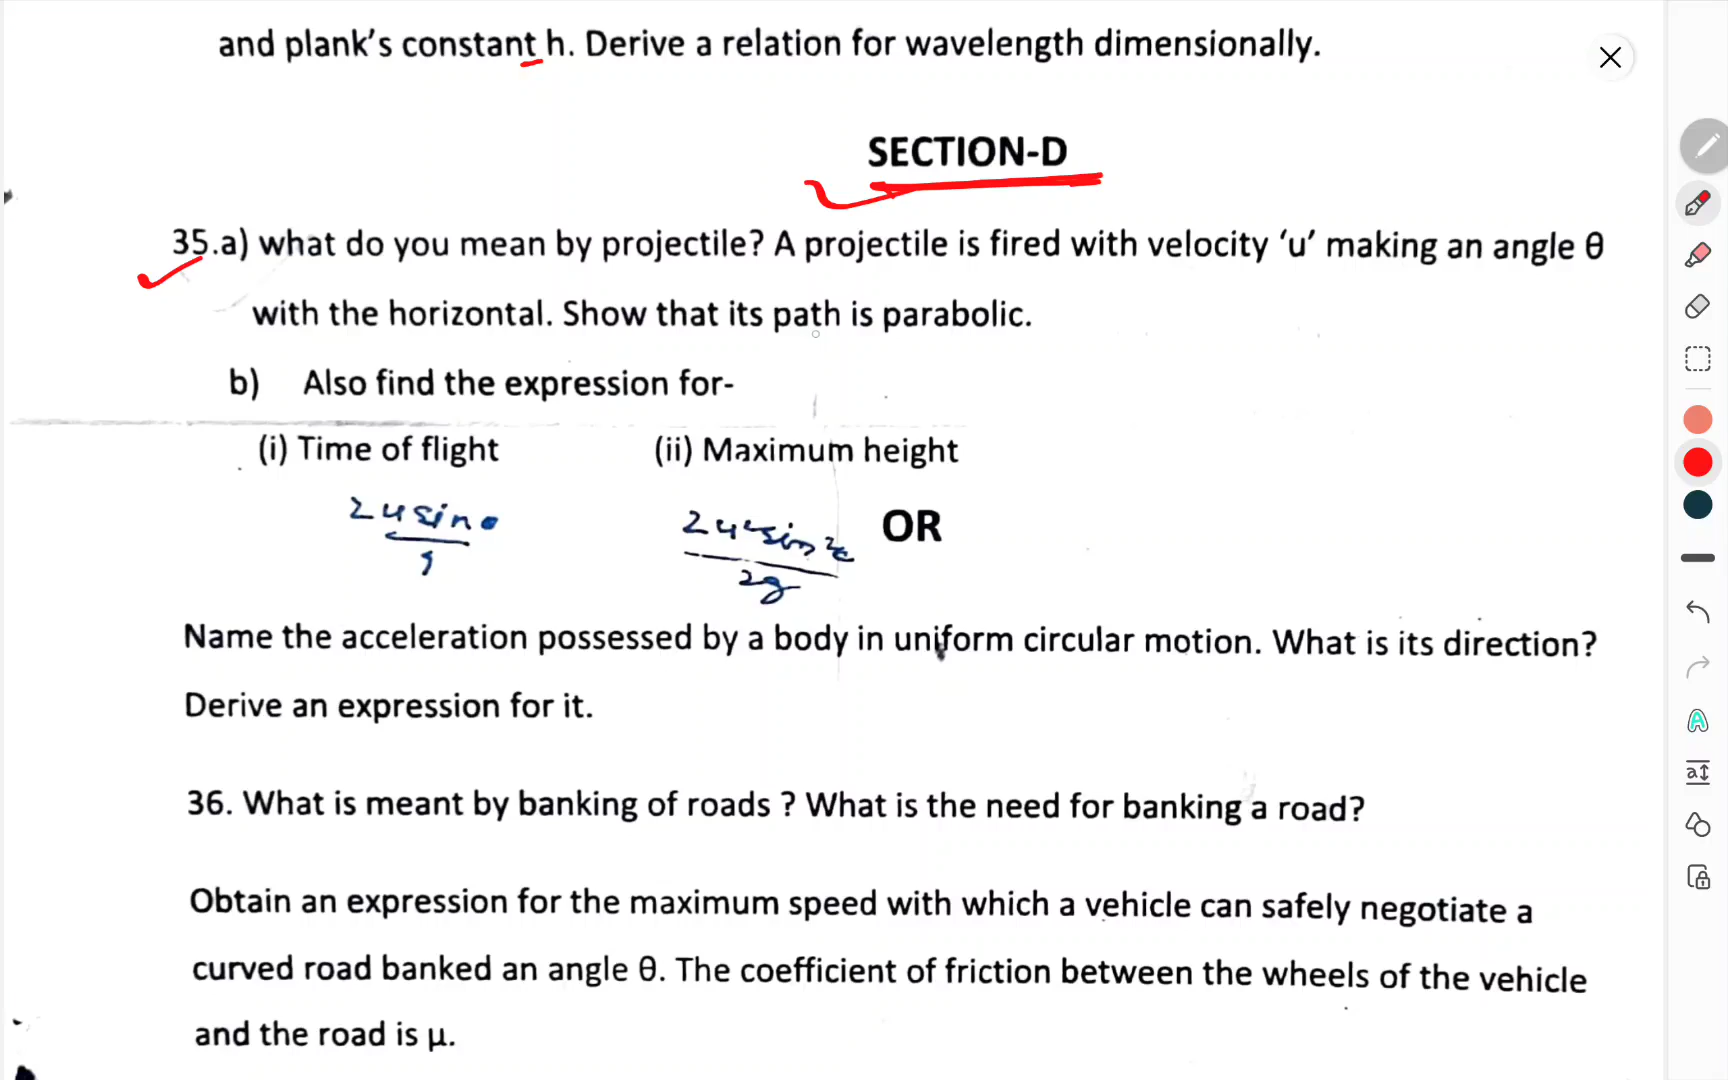 and plank's constant h. Derive a relation for wavelength dimensionally.
SECTION-D
35.a) what do you mean by projectile? A projectile is fired with velocity 'u' making an angle θ
with the horizontal. Show that its path is parabolic.
b) Also find the expression for-
(i) Time of flight (ii) Maximum height
2u sin
OR
2g
Name the acceleration possessed by a body in uniform circular motion. What is its direction?
Derive an expression for it.
36. What is meant by banking of roads ? What is the need for banking a road?
Obtain an expression for the maximum speed with which a vehicle can safely negotiate a
curved road banked an angle θ. The coefficient of friction between the wheels of the vehicle
and the road is μ.